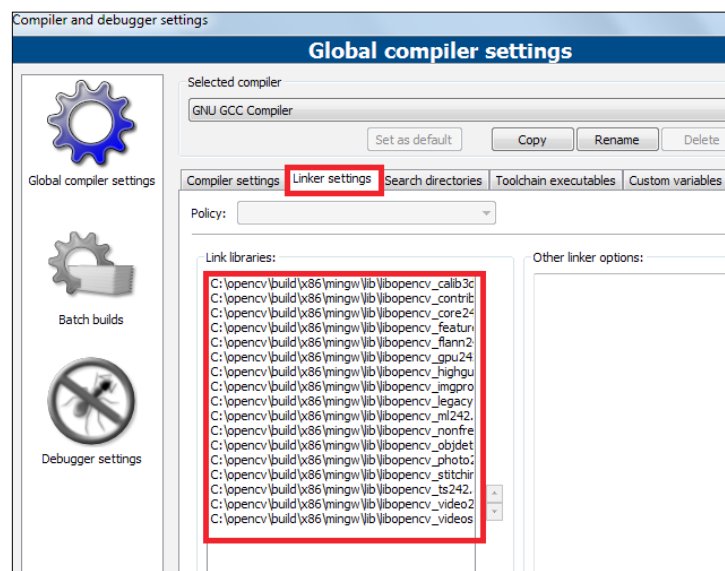 Compiler and debugger settings
Global compiler settings
Global compiler settings
Batch builds
Debugger settings
Selected compiler
GNU GCC Compiler
Set as default
Copy
Rename
Delete
Compiler settings
Linker settings
Search directories
Toolchain executables
Custom variables
Policy:
Link libraries:
C:\opencv\build\x86\mingw\lib\libopencv_calib3d
C:\opencv\build\x86\mingw\lib\libopencv_contrib
C:\opencv\build\x86\mingw\lib\libopencv_core24
C:\opencv\build\x86\mingw\lib\libopencv_featur
C:\opencv\build\x86\mingw\lib\libopencv_flann2
C:\opencv\build\x86\mingw\lib\libopencv_gpu24
C:\opencv\build\x86\mingw\lib\libopencv_highgu
C:\opencv\build\x86\mingw\lib\libopencv_imgpro
C:\opencv\build\x86\mingw\lib\libopencv_legacy
C:\opencv\build\x86\mingw\lib\libopencv_ml242.
C:\opencv\build\x86\mingw\lib\libopencv_nonfre
C:\opencv\build\x86\mingw\lib\libopencv_objdet
C:\opencv\build\x86\mingw\lib\libopencv_photo2
C:\opencv\build\x86\mingw\lib\libopencv_stitchir
C:\opencv\build\x86\mingw\lib\libopencv_ts242.
C:\opencv\build\x86\mingw\lib\libopencv_video2
C:\opencv\build\x86\mingw\lib\libopencv_videos
Other linker options: